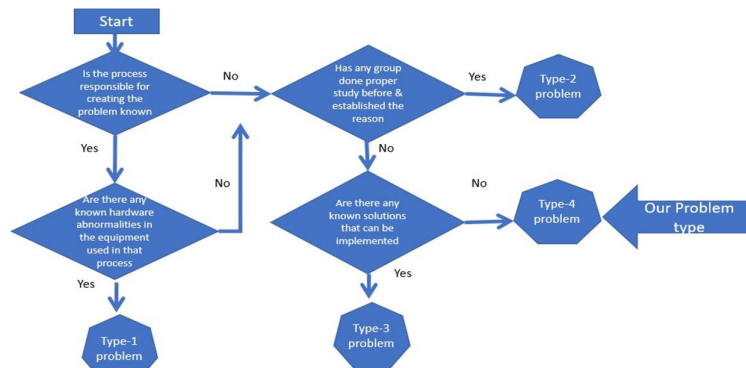 Start
Is the process
responsible for
creating the
problem known
No
Has any group
done proper
study before &
established the
reason
Yes
Type-2
problem
Yes
No
No
Are there any
known hardware
abnormalities in
the equipment
used in that
process
Are there any
known solutions
that can be
implemented
No
Type-4
problem
Our Problem
type
Yes
Yes
Type-1
problem
Type-3
problem